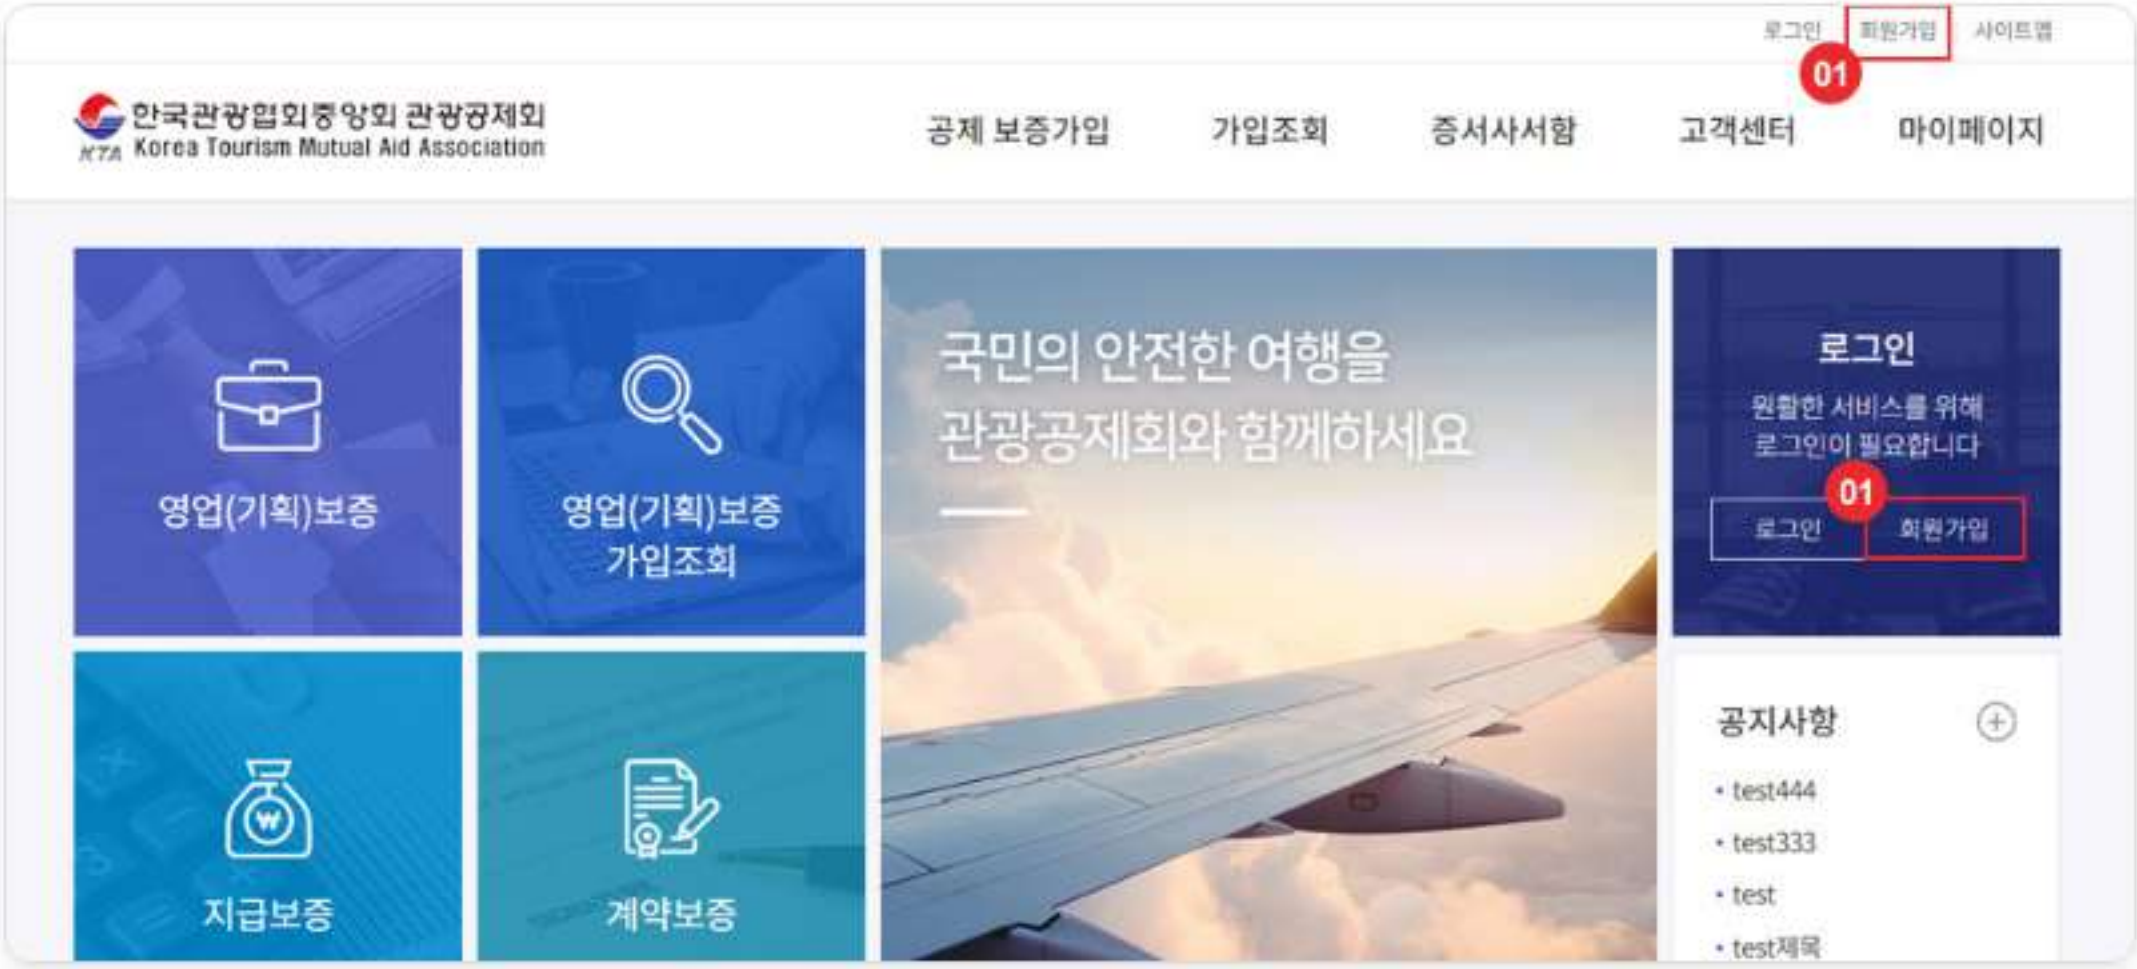 로그인 회원가입 사이트맵
01
한국관광협회중앙회 관광공제회
KTA Korea Tourism Mutual Aid Association
공제 보증가입 가입조회 증서사서함 고객센터 마이페이지
영업(기획)보증
영업(기획)보증
가입조회
국민의 안전한 여행을
관광공제회와 함께하세요
로그인
원활한 서비스를 위해
로그인이 필요합니다
01
로그인 회원가입
지급보증
계약보증
공지사항
• test444
• test333
• test
• test제목